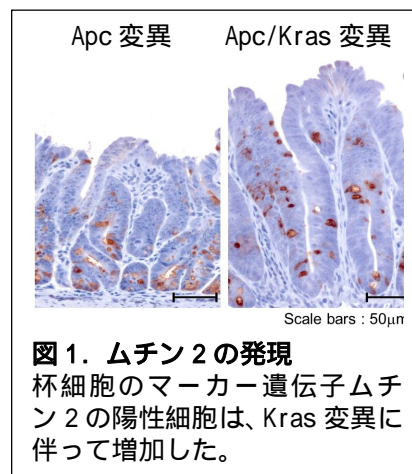 Apc 変異 Apc/Kras 変異
Scale bars : 50μm
図 1. ムチン 2 の発現
杯細胞のマーカー遺伝子ムチ
ン 2 の陽性細胞は、Kras 変異に
伴って増加した。